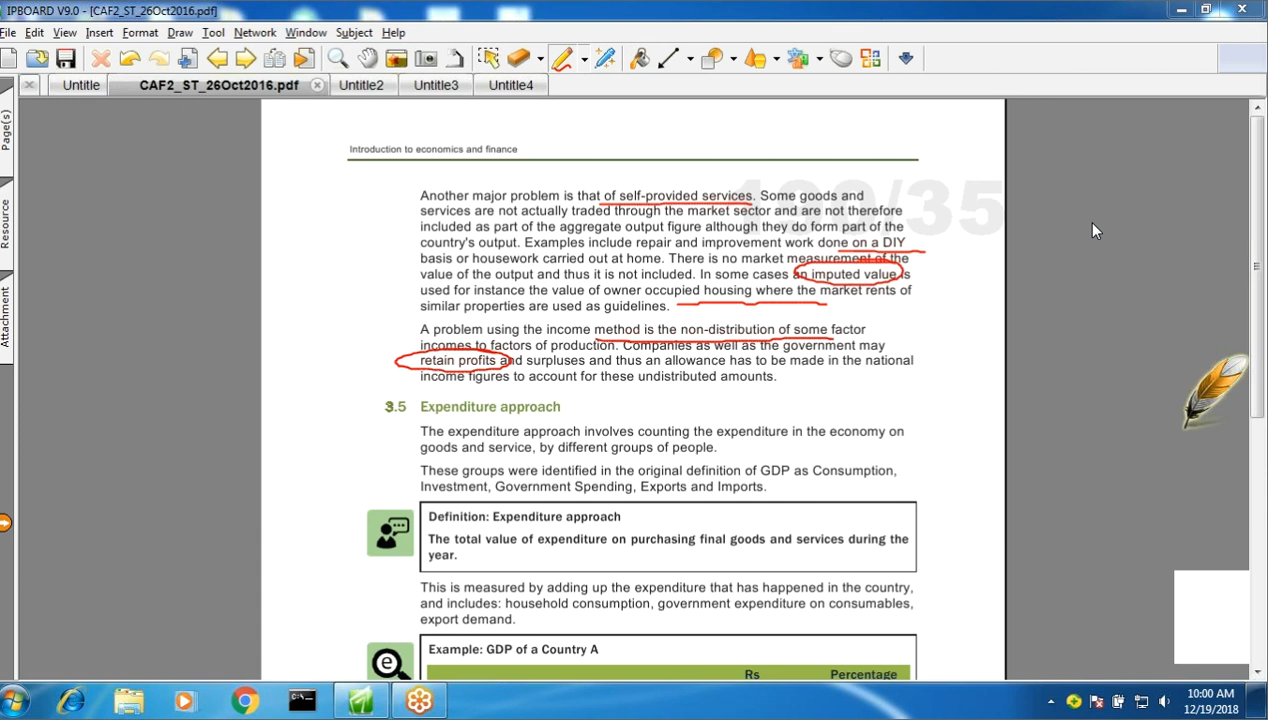 IPBOARD V9.0 - [CAF2_ST_26Oct2016.pdf]
File Edit View Insert Format Draw Tool Network Window Subject Help
Untitle CAF2_ST_26Oct2016.pdf Untitle2 Untitle3 Untitle4
Page(s)
Resource
Attachment
190/35
Introduction to economics and finance
Another major problem is that of self-provided services. Some goods and
services are not actually traded through the market sector and are not therefore
included as part of the aggregate output figure although they do form part of the
country's output. Examples include repair and improvement work done on a DIY
basis or housework carried out at home. There is no market measurement of the
value of the output and thus it is not included. In some cases an imputed value is
used for instance the value of owner occupied housing where the market rents of
similar properties are used as guidelines.
A problem using the income method is the non-distribution of some factor
incomes to factors of production. Companies as well as the government may
retain profits and surpluses and thus an allowance has to be made in the national
income figures to account for these undistributed amounts.
3.5 Expenditure approach
The expenditure approach involves counting the expenditure in the economy on
goods and service, by different groups of people.
These groups were identified in the original definition of GDP as Consumption,
Investment, Government Spending, Exports and Imports.
Definition: Expenditure approach
The total value of expenditure on purchasing final goods and services during the
year.
This is measured by adding up the expenditure that has happened in the country,
and includes: household consumption, government expenditure on consumables,
export demand.
e
Example: GDP of a Country A
Rs Percentage
10:00 AM
12/19/2018